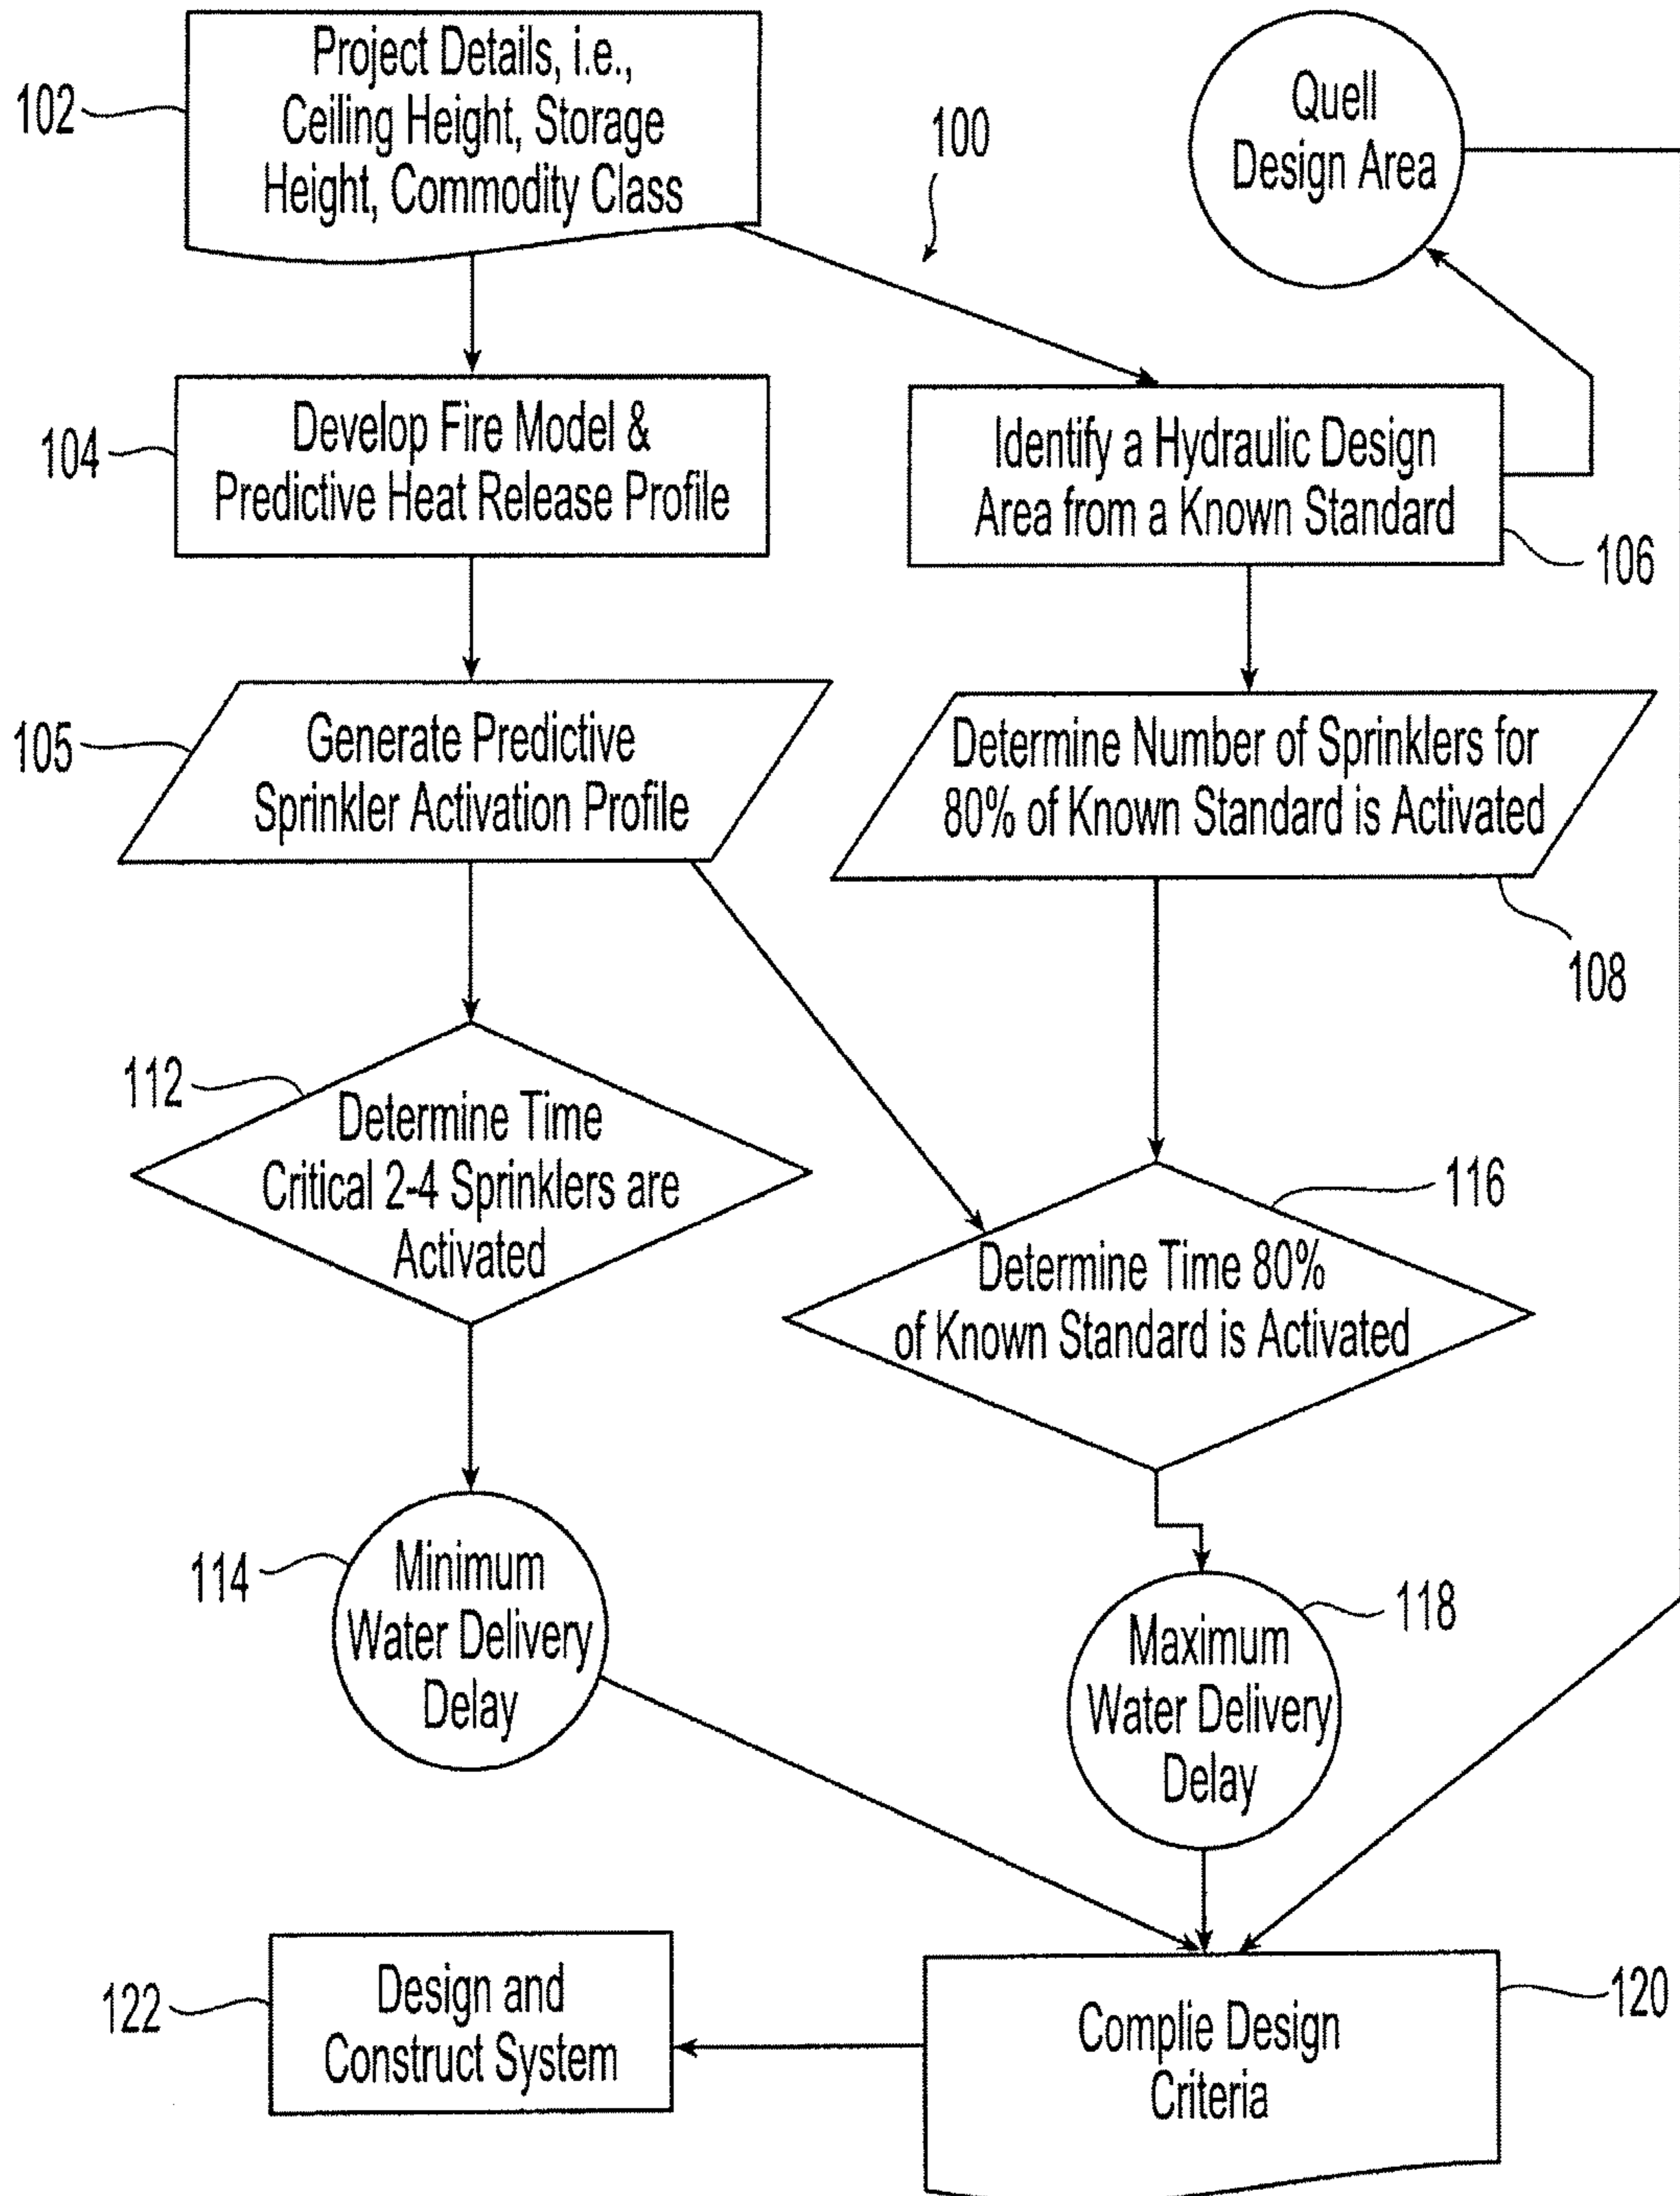 102
Project Details, i.e.,
Ceiling Height, Storage
Height, Commodity Class
100
Quell
Design Area
104
Develop Fire Model &
Predictive Heat Release Profile
Identify a Hydraulic Design
Area from a Known Standard
106
105
Generate Predictive
Sprinkler Activation Profile
Determine Number of Sprinklers for
80% of Known Standard is Activated
108
112
Determine Time
Critical 2-4 Sprinklers are
Activated
116
Determine Time 80%
of Known Standard is Activated
114
Minimum
Water Delivery
Delay
118
Maximum
Water Delivery
Delay
122
Design and
Construct System
120
Complie Design
Criteria